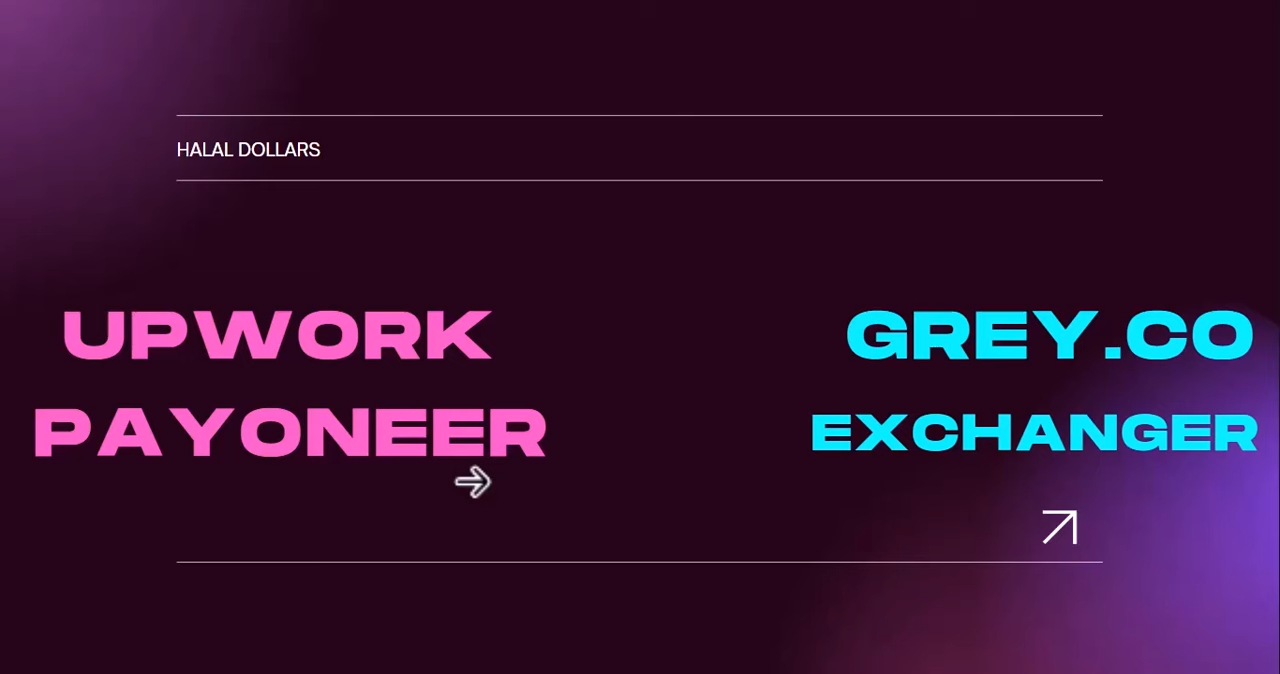 HALAL DOLLARS
UPWORK
PAYONEER
GREY.CO
EXCHANGER